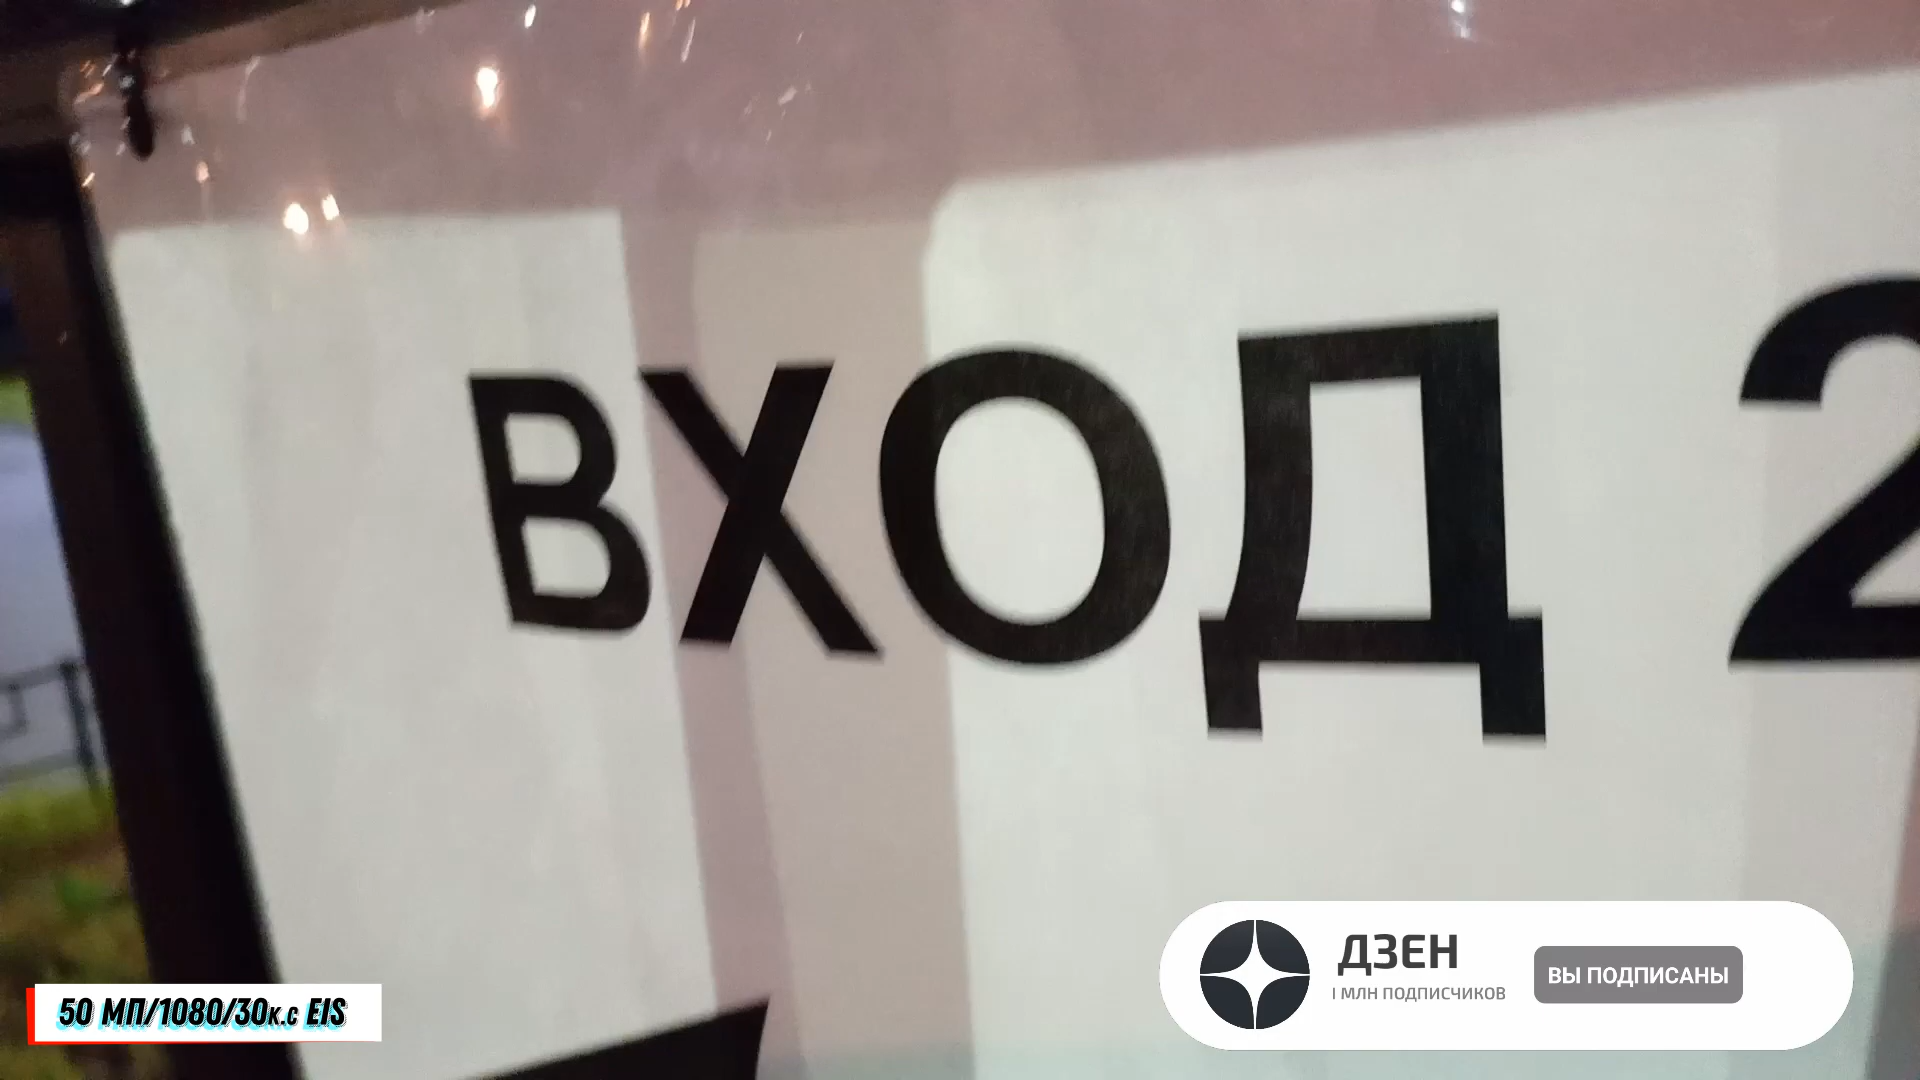 ВХОД 2
ДЗЕН
1 МЛН ПОДПИСЧИКОВ
ВЫ ПОДПИСАНЫ
50 МП/1080/30к.с EIS